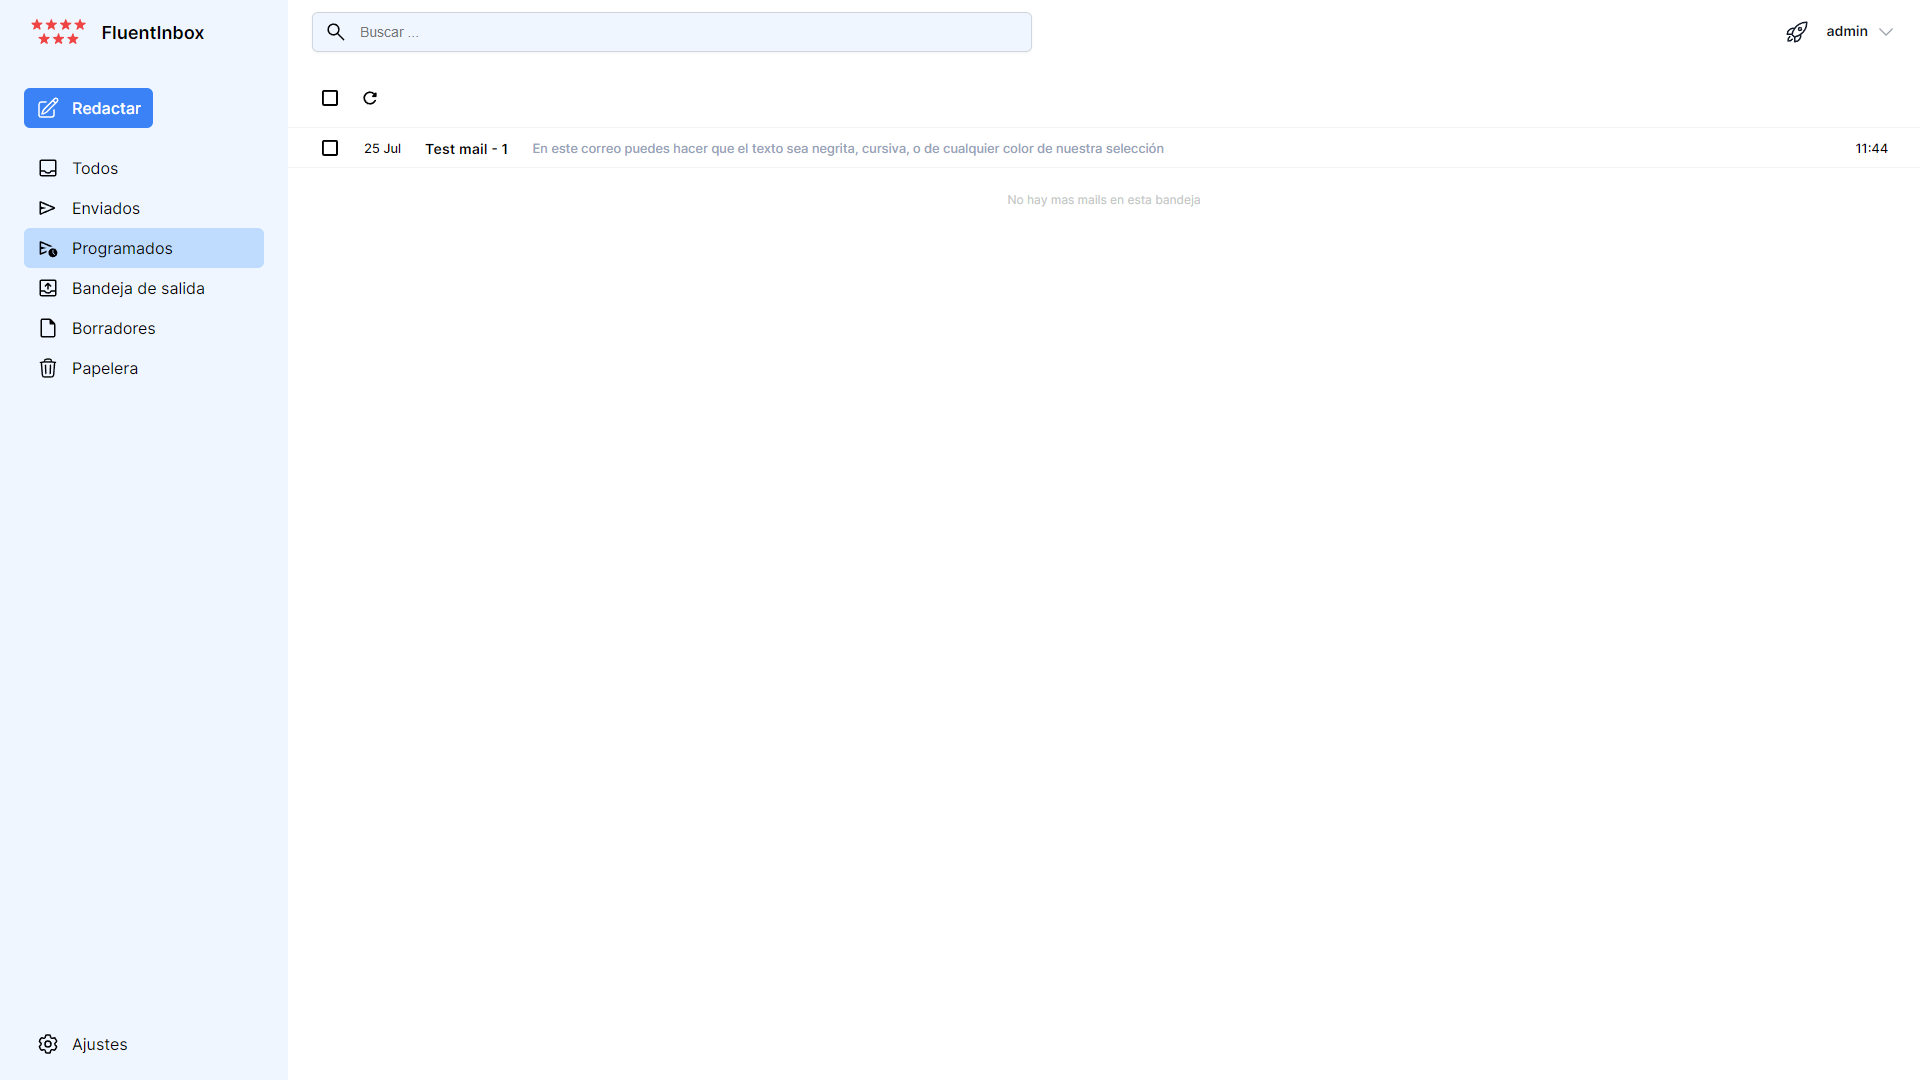 FluentInbox
Buscar ...
admin
Redactar
Todos
Enviados
Programados
Bandeja de salida
Borradores
Papelera
25 Jul Test mail - 1 En este correo puedes hacer que el texto sea negrita, cursiva, o de cualquier color de nuestra selección 11:44
No hay mas mails en esta bandeja
Ajustes